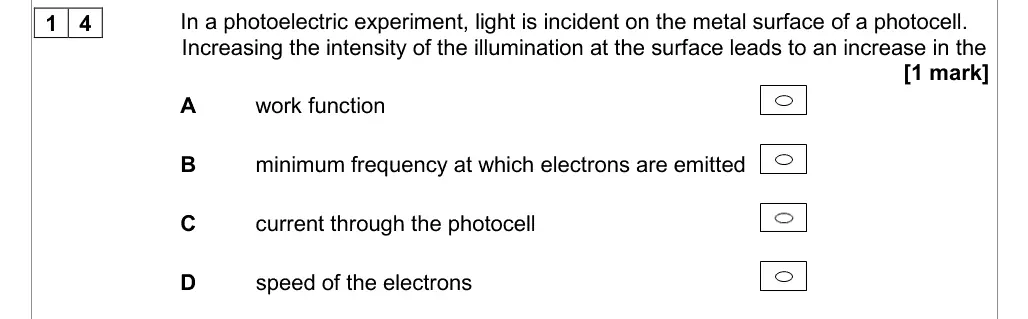 1 4 In a photoelectric experiment, light is incident on the metal surface of a photocell.
Increasing the intensity of the illumination at the surface leads to an increase in the
[1 mark]
A work function
B minimum frequency at which electrons are emitted
C current through the photocell
D speed of the electrons